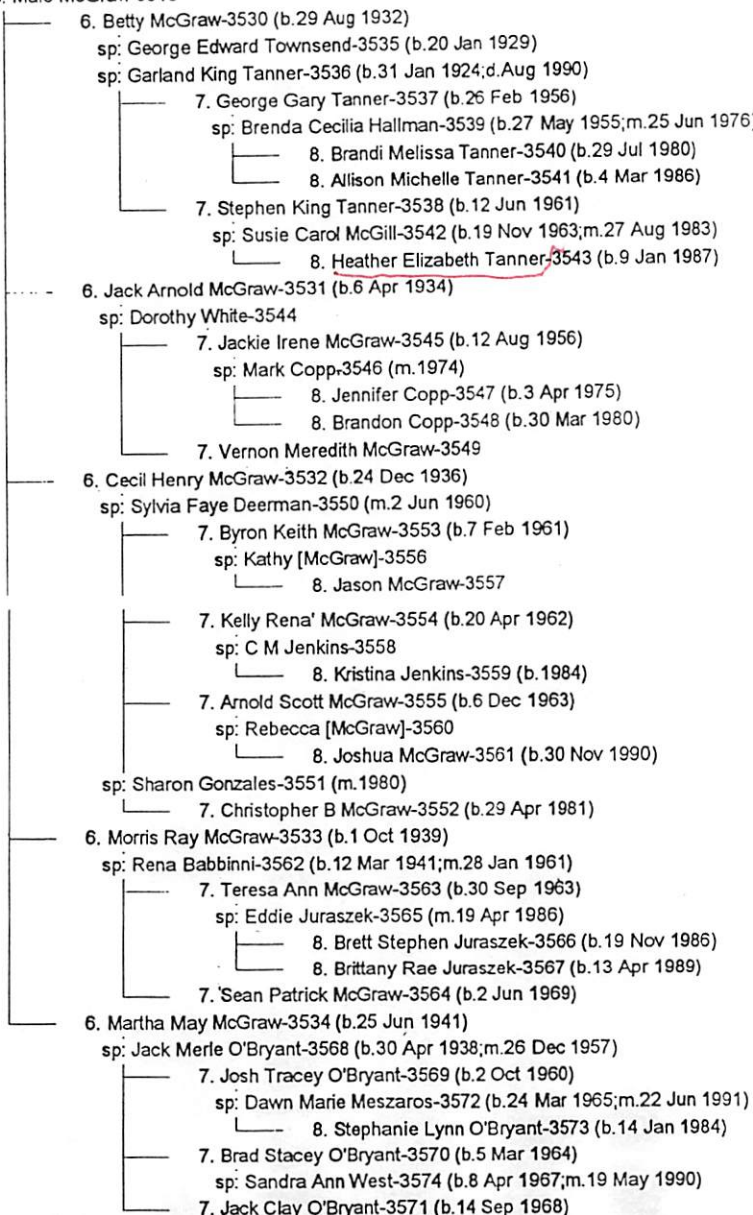 6. Betty McGraw-3530 (b.29 Aug 1932)
sp: George Edward Townsend-3535 (b.20 Jan 1929)
sp: Garland King Tanner-3536 (b.31 Jan 1924;d.Aug 1990)
7. George Gary Tanner-3537 (b.26 Feb 1956)
sp: Brenda Cecilia Hallman-3539 (b.27 May 1955;m.25 Jun 1976)
8. Brandi Melissa Tanner-3540 (b.29 Jul 1980)
8. Allison Michelle Tanner-3541 (b.4 Mar 1986)
7. Stephen King Tanner-3538 (b.12 Jun 1961)
sp: Susie Carol McGill-3542 (b.19 Nov 1963;m.27 Aug 1983)
8. Heather Elizabeth Tanner-3543 (b.9 Jan 1987)
6. Jack Arnold McGraw-3531 (b.6 Apr 1934)
sp: Dorothy White-3544
7. Jackie Irene McGraw-3545 (b.12 Aug 1956)
sp: Mark Copp-3546 (m.1974)
8. Jennifer Copp-3547 (b.3 Apr 1975)
8. Brandon Copp-3548 (b.30 Mar 1980)
7. Vernon Meredith McGraw-3549
6. Cecil Henry McGraw-3532 (b.24 Dec 1936)
sp: Sylvia Faye Deerman-3550 (m.2 Jun 1960)
7. Byron Keith McGraw-3553 (b.7 Feb 1961)
sp: Kathy [McGraw]-3556
8. Jason McGraw-3557
7. Kelly Rena' McGraw-3554 (b.20 Apr 1962)
sp: C M Jenkins-3558
8. Kristina Jenkins-3559 (b.1984)
7. Arnold Scott McGraw-3555 (b.6 Dec 1963)
sp: Rebecca [McGraw]-3560
8. Joshua McGraw-3561 (b.30 Nov 1990)
sp: Sharon Gonzales-3551 (m.1980)
7. Christopher B McGraw-3552 (b.29 Apr 1981)
6. Morris Ray McGraw-3533 (b.1 Oct 1939)
sp: Rena Babbinni-3562 (b.12 Mar 1941;m.28 Jan 1961)
7. Teresa Ann McGraw-3563 (b.30 Sep 1963)
sp: Eddie Juraszek-3565 (m.19 Apr 1986)
8. Brett Stephen Juraszek-3566 (b.19 Nov 1986)
8. Brittany Rae Juraszek-3567 (b.13 Apr 1989)
7. Sean Patrick McGraw-3564 (b.2 Jun 1969)
6. Martha May McGraw-3534 (b.25 Jun 1941)
sp: Jack Merle O'Bryant-3568 (b.30 Apr 1938;m.26 Dec 1957)
7. Josh Tracey O'Bryant-3569 (b.2 Oct 1960)
sp: Dawn Marie Meszaros-3572 (b.24 Mar 1965;m.22 Jun 1991)
8. Stephanie Lynn O'Bryant-3573 (b.14 Jan 1984)
7. Brad Stacey O'Bryant-3570 (b.5 Mar 1964)
sp: Sandra Ann West-3574 (b.8 Apr 1967;m.19 May 1990)
7. Jack Clay O'Bryant-3571 (b.14 Sep 1968)